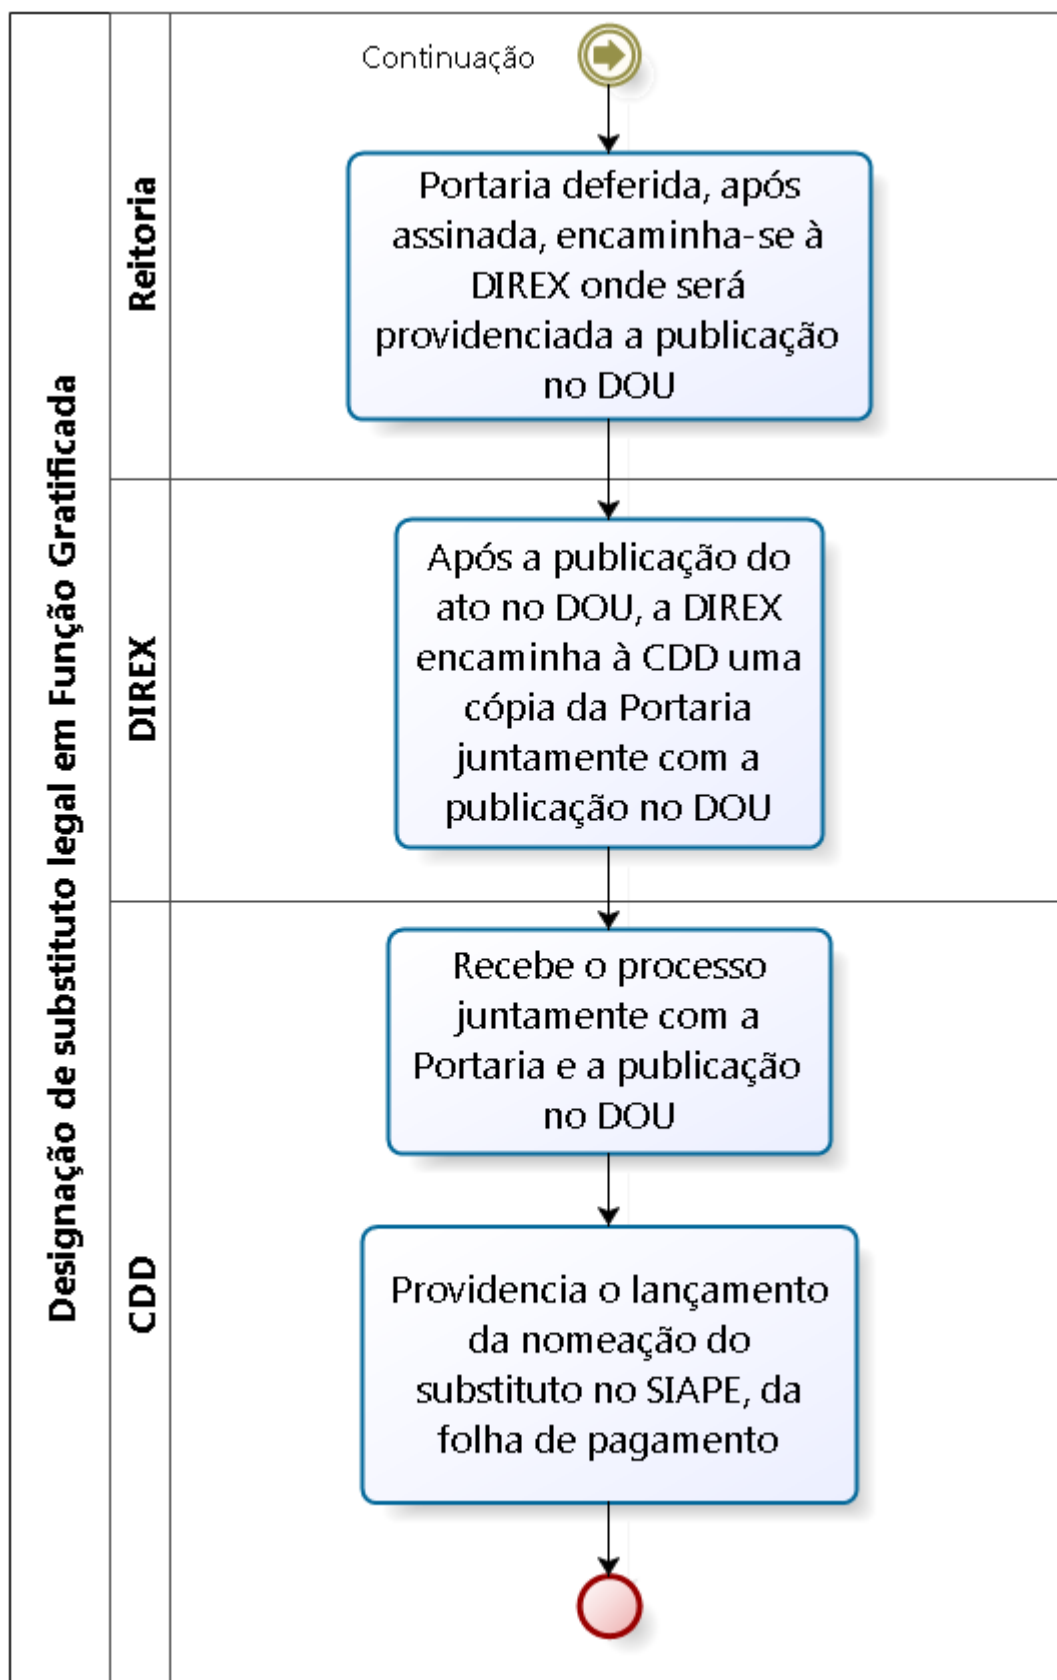 Designação de substituto legal em Função Gratificada
Reitoria
Continuação
Portaria deferida, após
assinada, encaminha-se à
DIREX onde será
providenciada a publicação
no DOU
DIREX
Após a publicação do
ato no DOU, a DIREX
encaminha à CDD uma
cópia da Portaria
juntamente com a
publicação no DOU
CDD
Recebe o processo
juntamente com a
Portaria e a publicação
no DOU
Providencia o lançamento
da nomeação do
substituto no SIAPE, da
folha de pagamento